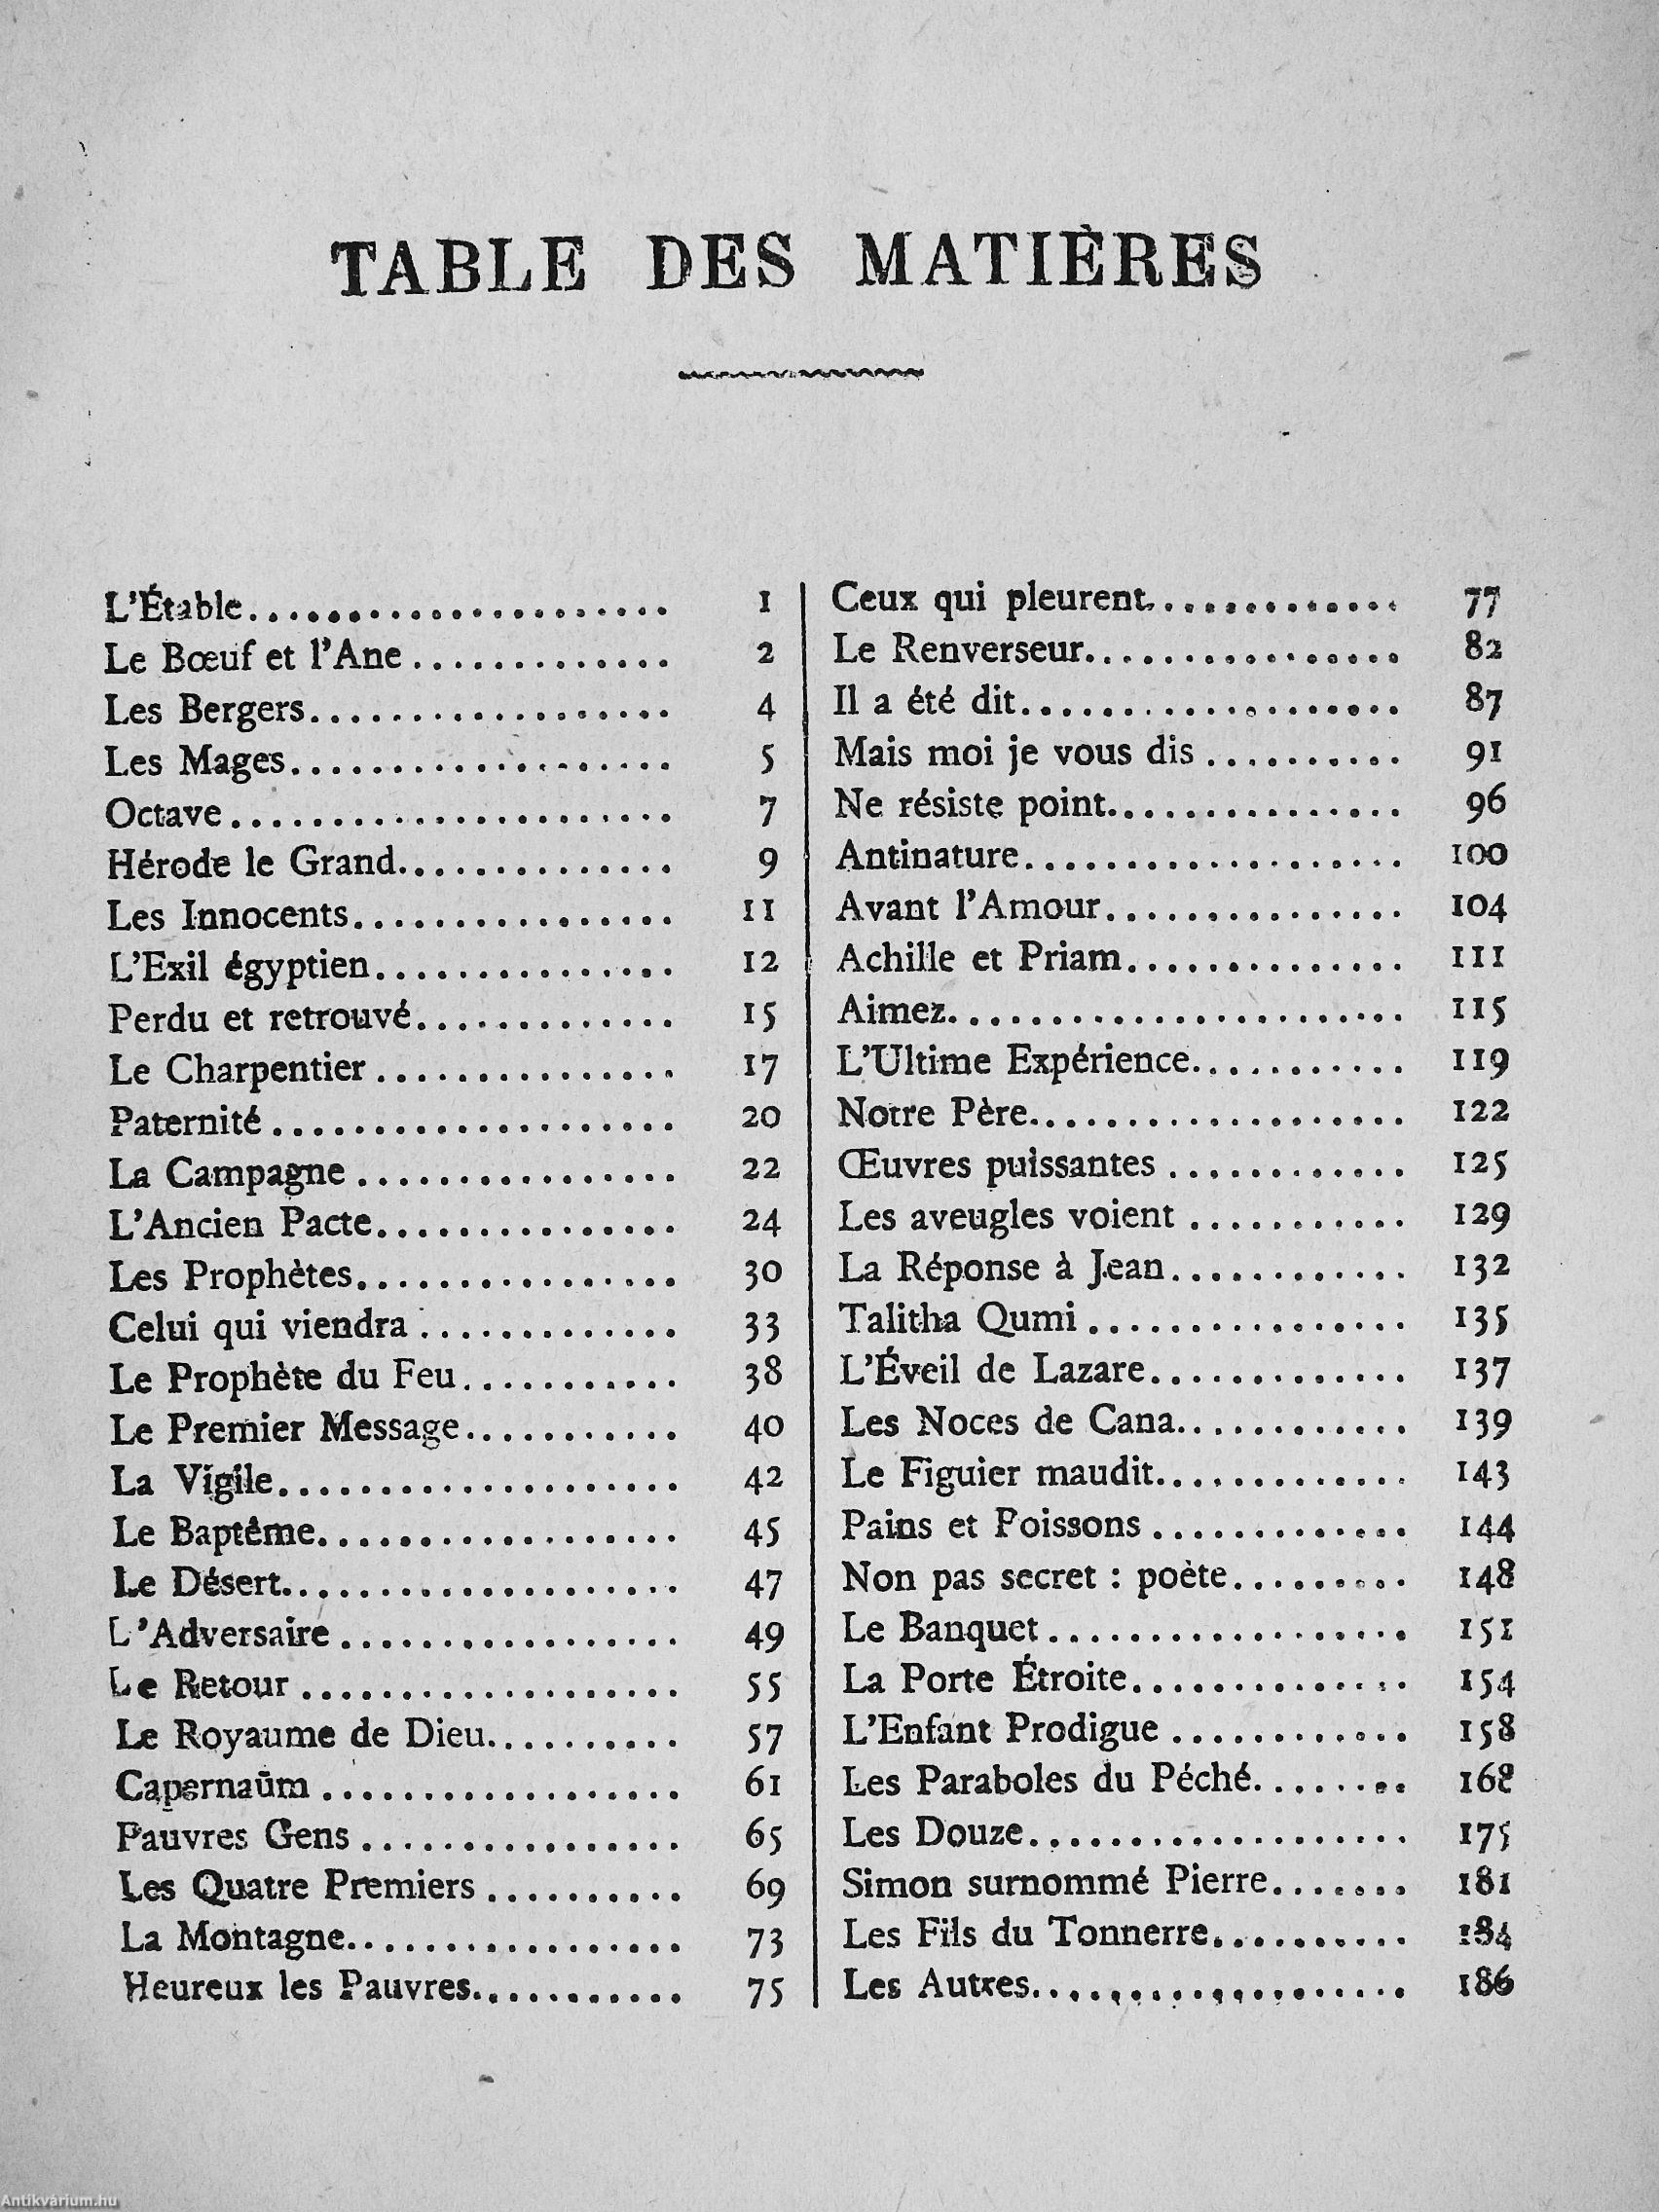 TABLE DES MATIÈRES
L'Étable...................... 1
Le Bœuf et l'Ane............. 2
Les Bergers.................. 4
Les Mages................... 5
Octave...................... 7
Hérode le Grand.............. 9
Les Innocents................ 11
L'Exil égyptien............... 12
Perdu et retrouvé............. 15
Le Charpentier............... 17
Paternité.................... 20
La Campagne................ 22
L'Ancien Pacte............... 24
Les Prophètes................ 30
Celui qui viendra............. 33
Le Prophète du Feu........... 38
Le Premier Message........... 40
La Vigile.................... 42
Le Baptême.................. 45
Le Désert.................... 47
L'Adversaire................. 49
Le Retour................... 55
Le Royaume de Dieu.......... 57
Capernaüm.................. 61
Pauvres Gens................ 65
Les Quatre Premiers.......... 69
La Montagne................. 73
Heureux les Pauvres........... 75
Ceux qui pleurent............. 77
Le Renverseur................ 82
Il a été dit................... 87
Mais moi je vous dis.......... 91
Ne résiste point............... 96
Antinature................... 100
Avant l'Amour............... 104
Achille et Priam.............. 111
Aimez....................... 115
L'Ultime Expérience........... 119
Notre Père................... 122
Œuvres puissantes............ 125
Les aveugles voient........... 129
La Réponse à Jean............ 132
Talitha Qumi................ 135
L'Éveil de Lazare............. 137
Les Noces de Cana............ 139
Le Figuier maudit............. 143
Pains et Poissons............. 144
Non pas secret : poète......... 148
Le Banquet.................. 151
La Porte Étroite.............. 154
L'Enfant Prodigue............ 158
Les Paraboles du Péché........ 168
Les Douze................... 175
Simon surnommé Pierre....... 181
Les Fils du Tonnerre.......... 184
Les Autres................... 186
Antikvárium.hu